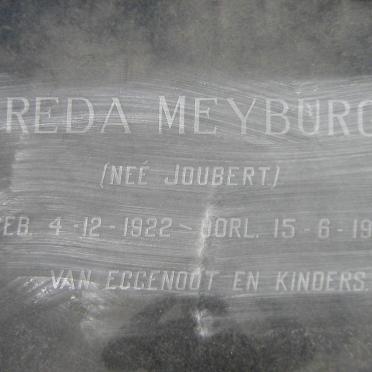 REDA MEYBURG
(NEÉ JOUBERT)
GEB. 4-12-1922 - OORL. 15-6-19
VAN EGGENOOT EN KINDERS.